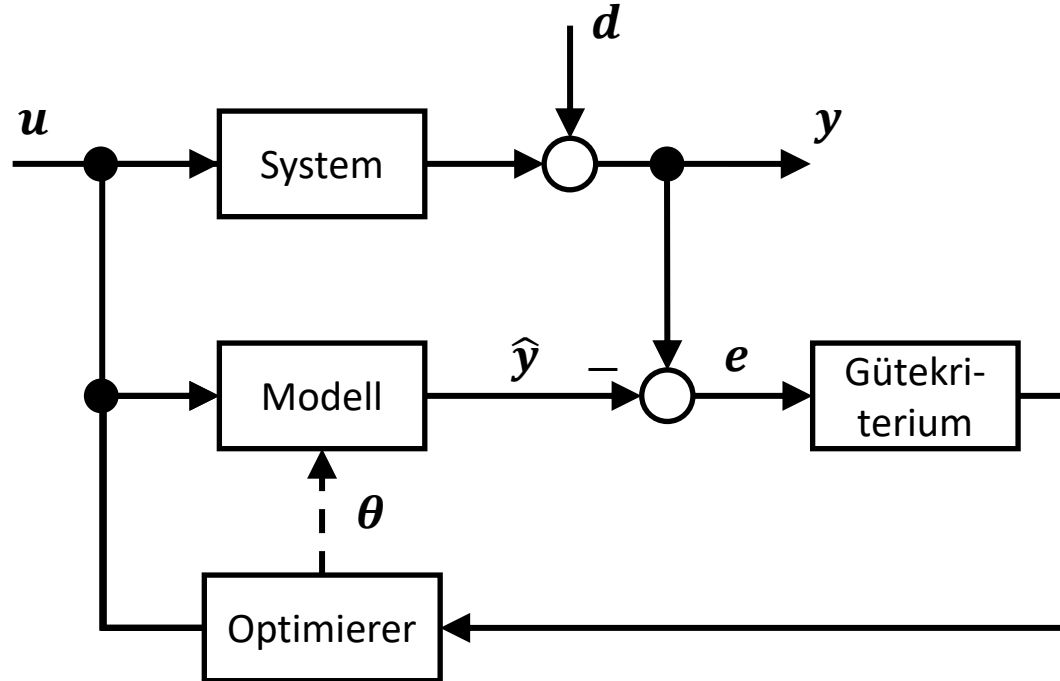 d
u
y
System
ŷ
−
e
Gütekri-
terium
Modell
θ
Optimierer